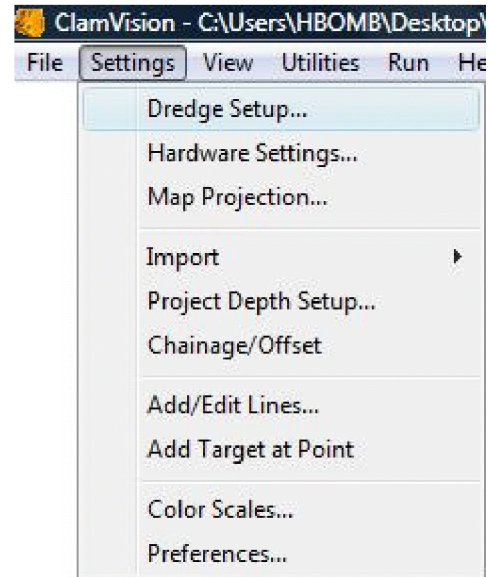 ClamVision - C:\Users\HBOMB\Desktop\
File Settings View Utilities Run He
Dredge Setup...
Hardware Settings...
Map Projection...
Import
Project Depth Setup...
Chainage/Offset
Add/Edit Lines...
Add Target at Point
Color Scales...
Preferences...